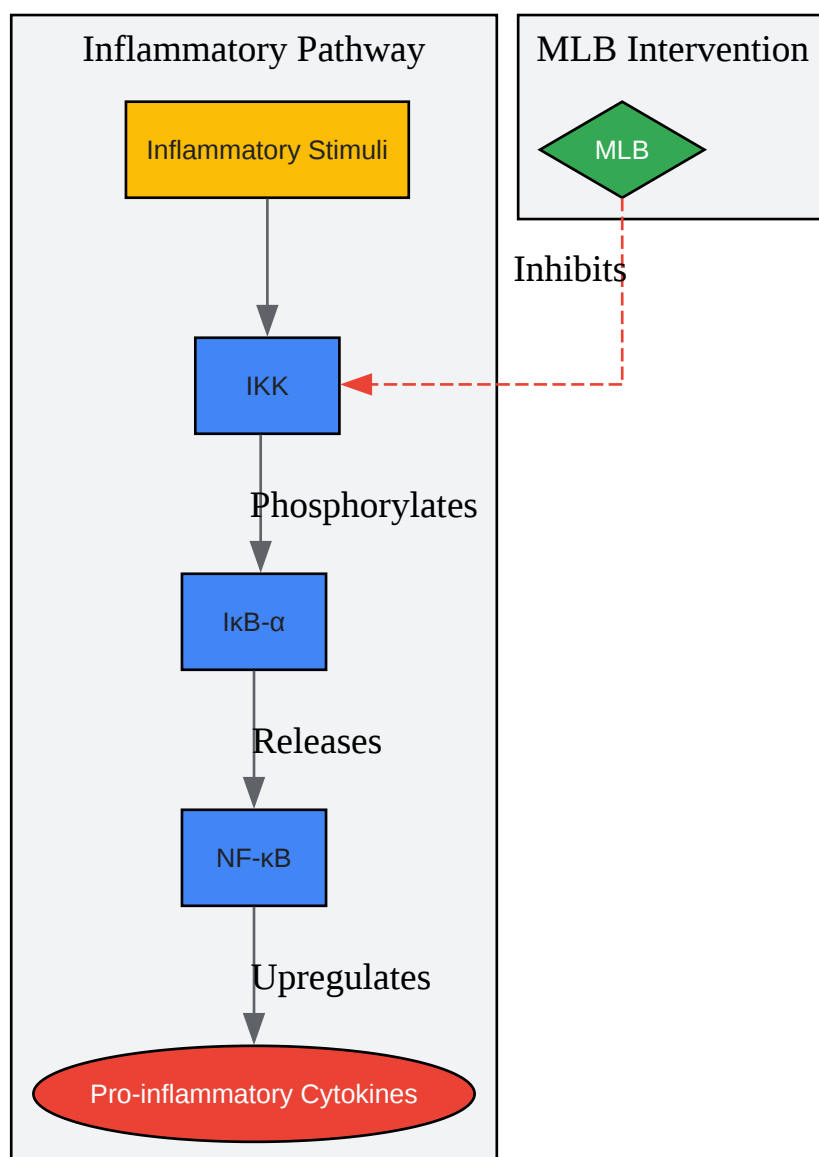 Inflammatory Pathway
MLB Intervention
Inflammatory Stimuli
MLB
Inhibits
IKK
Phosphorylates
IκB-α
Releases
NF-κB
Upregulates
Pro-inflammatory Cytokines